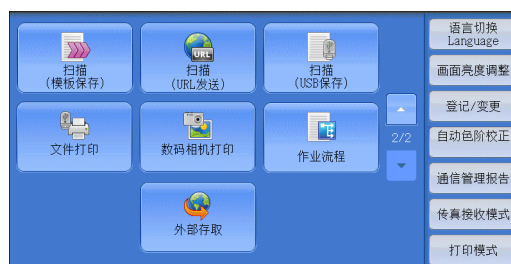 扫描
(模板保存)
URL
扫描
(URL发送)
扫描
(USB保存)
文件打印
数码相机打印
作业流程
外部存取
2/2
语言切换
Language
画面亮度调整
登记/变更
自动色阶校正
通信管理报告
传真接收模式
打印模式